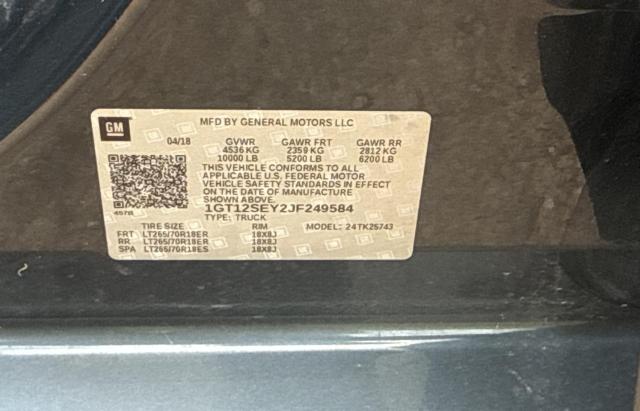 GM
MFD BY GENERAL MOTORS LLC
04/18 GVWR GAWR FRT GAWR RR
4536 KG 2359 KG 2812 KG
10000 LB 5200 LB 6200 LB
THIS VEHICLE CONFORMS TO ALL
APPLICABLE U.S. FEDERAL MOTOR
VEHICLE SAFETY STANDARDS IN EFFECT
ON THE DATE OF MANUFACTURE
SHOWN ABOVE.
1GT12SEY2JF249584
TYPE: TRUCK
TIRE SIZE RIM MODEL: 24TK25743
FRT LT265/70R18ER 18X8J
RR LT265/70R18ER 18X8J
SPA LT265/70R18ES 18X8J